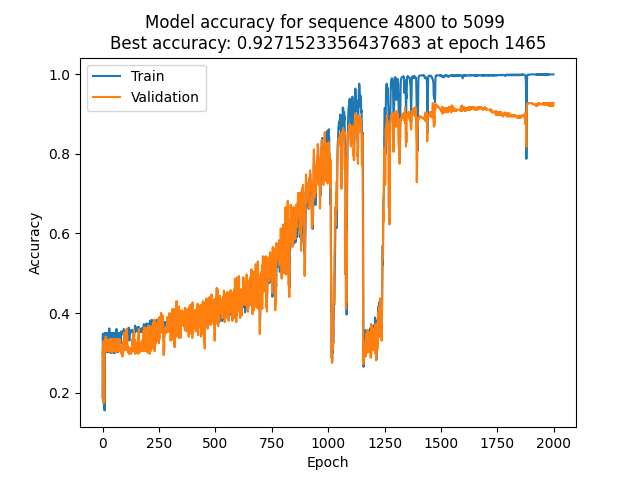 Model accuracy for sequence 4800 to 5099
Best accuracy: 0.9271523356437683 at epoch 1465
Train
Validation
1.0
0.8
0.6
0.4
0.2
Accuracy
0
250
500
750
1000
1250
1500
1750
2000
Epoch